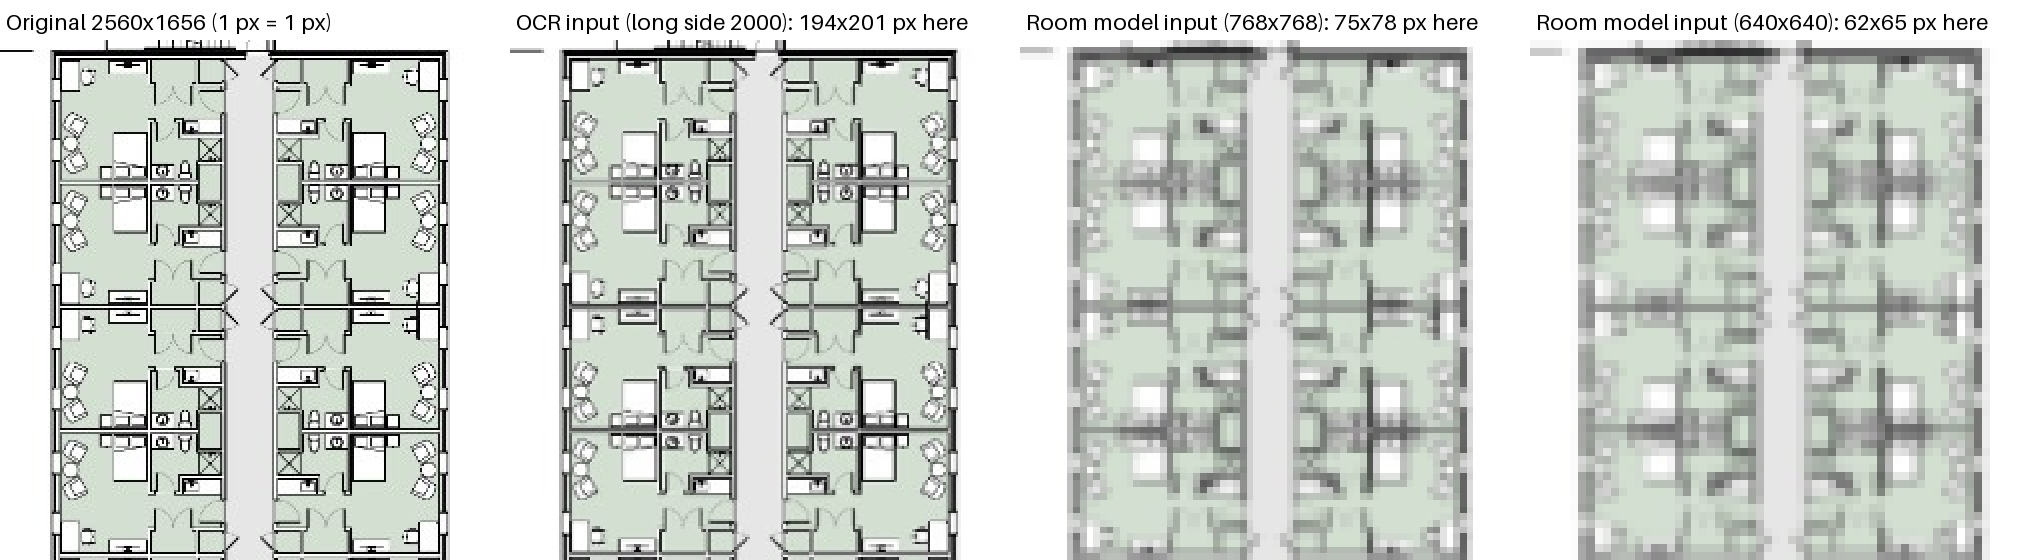 Original 2560x1656 (1 px = 1 px)
OCR input (long side 2000): 194x201 px here
Room model input (768x768): 75x78 px here
Room model input (640x640): 62x65 px here